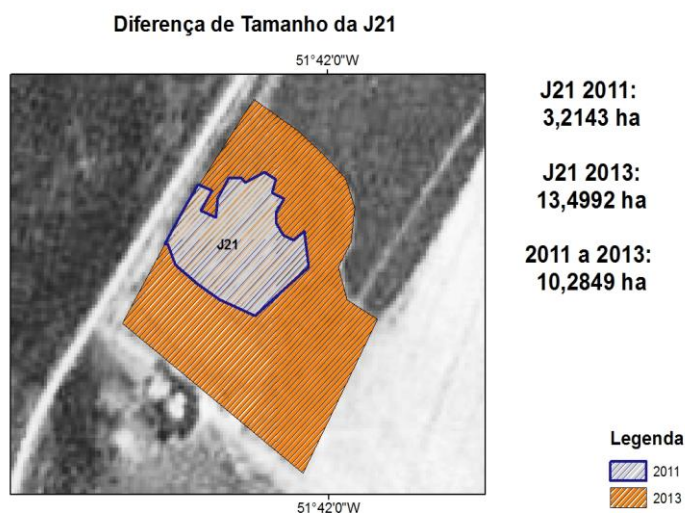 Diferença de Tamanho da J21
51°42'0"W
J21 2011:
3,2143 ha
J21 2013:
13,4992 ha
2011 a 2013:
10,2849 ha
J21
Legenda
2011
2013
51°42'0"W